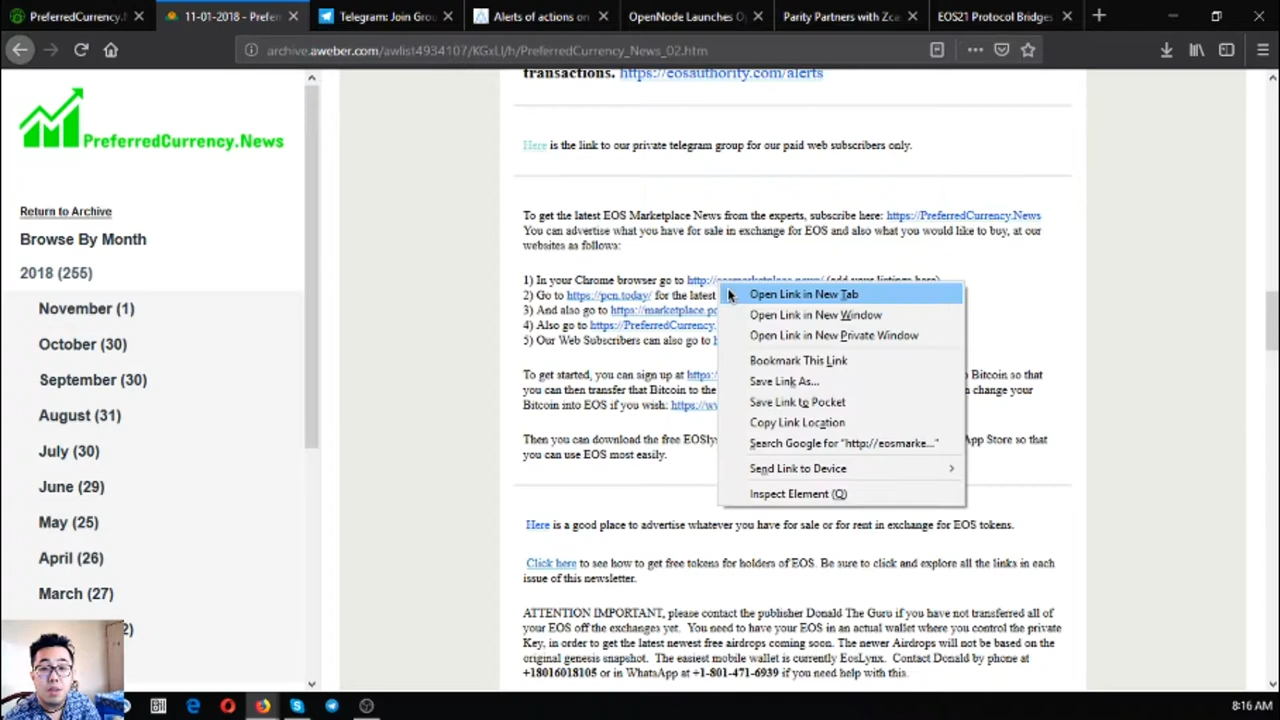 PreferredCurrency.N
11-01-2018 - Prefer
Telegram: Join Grou
Alerts of actions on
OpenNode Launches O
Parity Partners with Zca
EOS21 Protocol Bridges
archive.aweber.com/awlist4934107/KGxLl/h/PreferredCurrency_News_02.htm
PreferredCurrency.News
Return to Archive
Browse By Month
2018 (255)
November (1)
October (30)
September (30)
August (31)
July (30)
June (29)
May (25)
April (26)
March (27)
2)
transactions. https://eosauthority.com/alerts
Here is the link to our private telegram group for our paid web subscribers only.
To get the latest EOS Marketplace News from the experts, subscribe here: https://PreferredCurrency.News
You can advertise what you have for sale in exchange for EOS and also what you would like to buy, at our
websites as follows:
1) In your Chrome browser go to http://eosmarketplace.news/ (add your listings here)
2) Go to https://pcn.today/ for the latest
3) And also go to https://marketplace.pc
4) Also go to https://PreferredCurrency.
5) Our Web Subscribers can also go to h
To get started, you can sign up at https: to Bitcoin so that
you can then transfer that Bitcoin to the change your
Bitcoin into EOS if you wish: https://ww
Then you can download the free EOSly App Store so that
you can use EOS most easily.
Open Link in New Tab
Open Link in New Window
Open Link in New Private Window
Bookmark This Link
Save Link As...
Save Link to Pocket
Copy Link Location
Search Google for "http://eosmarke..."
Send Link to Device
Inspect Element (Q)
Here is a good place to advertise whatever you have for sale or for rent in exchange for EOS tokens.
Click here to see how to get free tokens for holders of EOS. Be sure to click and explore all the links in each
issue of this newsletter.
ATTENTION IMPORTANT, please contact the publisher Donald The Guru if you have not transferred all of
your EOS off the exchanges yet. You need to have your EOS in an actual wallet where you control the private
Key, in order to get the latest newest free airdrops coming soon. The newer Airdrops will not be based on the
original genesis snapshot. The easiest mobile wallet is currently EosLynx. Contact Donald by phone at
+18016018105 or in WhatsApp at +1-801-471-6939 if you need help with this.
8:16 AM